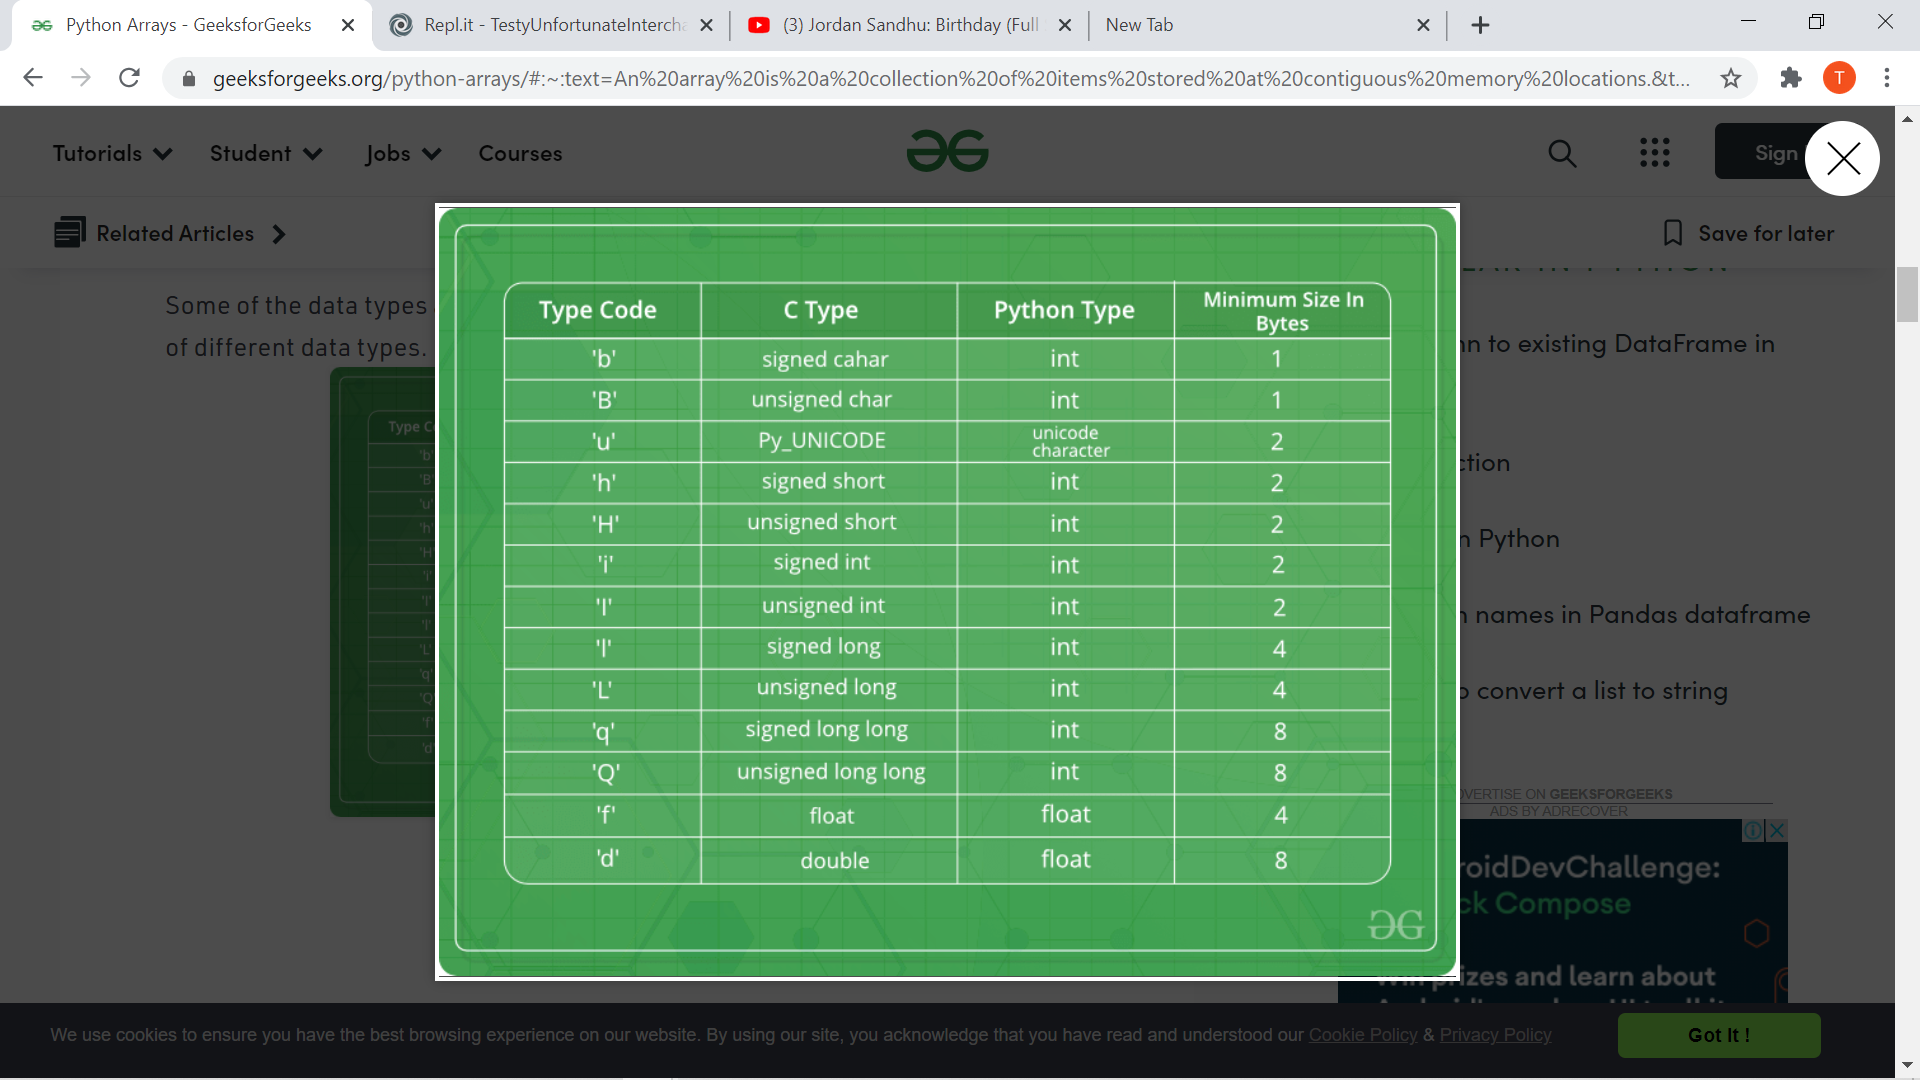 Python Arrays - GeeksforGeeks
Repl.it - TestyUnfortunateIntercha
(3) Jordan Sandhu: Birthday (Full
New Tab
geeksforgeeks.org/python-arrays/#:~:text=An%20array%20is%20a%20collection%20of%20items%20stored%20at%20contiguous%20memory%20locations.&t...
T
Tutorials Student Jobs Courses
Sign
Related Articles
Save for later
Some of the data types
of different data types.
Type Code C Type Python Type Minimum Size In Bytes
'b' signed cahar int 1
'B' unsigned char int 1
'u' Py_UNICODE unicode character 2
'h' signed short int 2
'H' unsigned short int 2
'i' signed int int 2
'I' unsigned int int 2
'l' signed long int 4
'L' unsigned long int 4
'q' signed long long int 8
'Q' unsigned long long int 8
'f' float float 4
'd' double float 8
Type C
'b'
'B'
'u'
'h'
'H'
'i'
'I'
'l'
'L'
'q'
'Q'
'f'
'd'
n to existing DataFrame in
ction
n Python
names in Pandas dataframe
o convert a list to string
VERTISE ON GEEKSFORGEEKS
ADS BY ADRECOVER
roidDevChallenge:
ck Compose
Win prizes and learn about
We use cookies to ensure you have the best browsing experience on our website. By using our site, you acknowledge that you have read and understood our Cookie Policy & Privacy Policy
Got It !